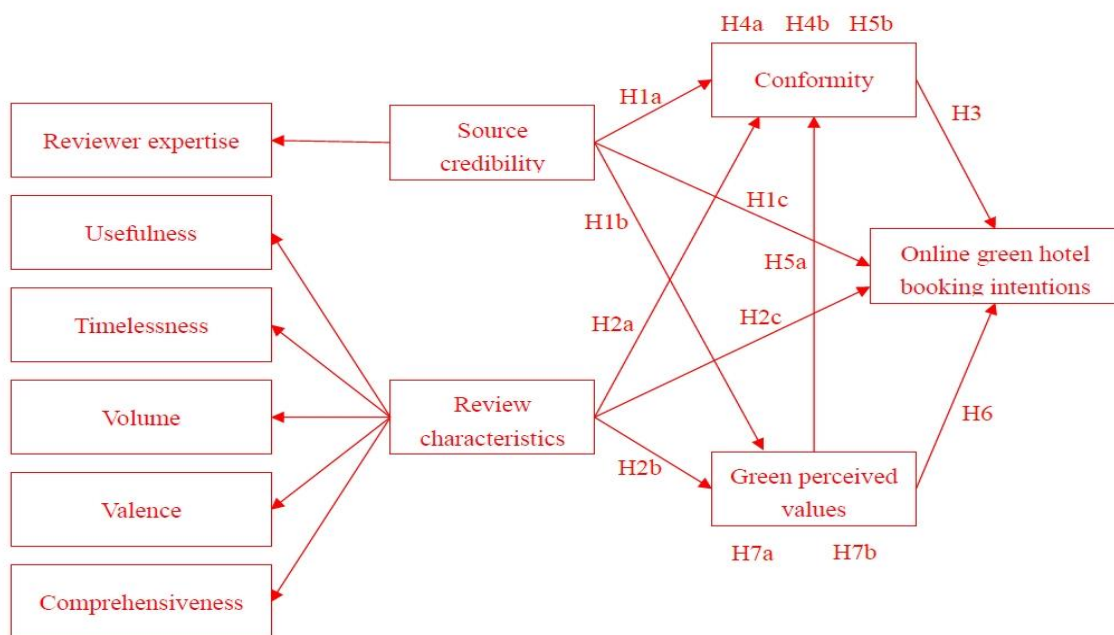 H4a H4b H5b
Conformity
H1a
H3
Reviewer expertise
Source
credibility
H1c
H1b
Usefulness
Online green hotel
booking intentions
H5a
Timelessness
H2a
H2c
Volume
Review
characteristics
H6
H2b
Green perceived
values
Valence
H7a H7b
Comprehensiveness